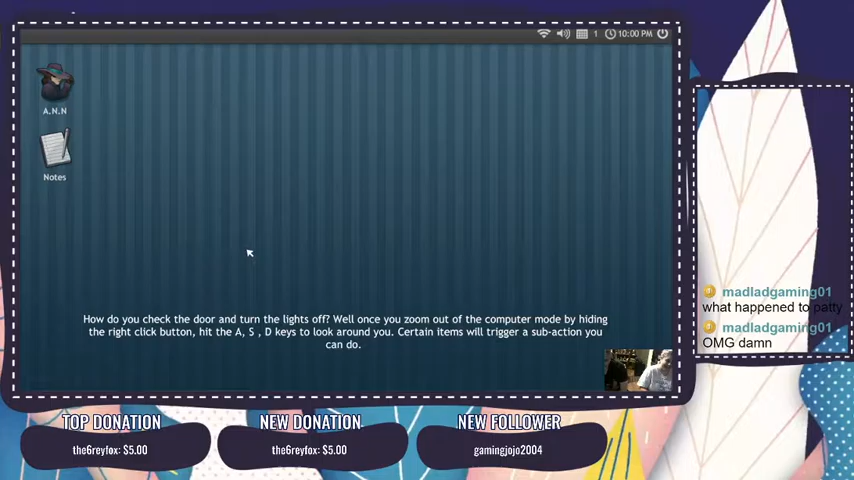 1 10:00 PM
A.N.N
Notes
How do you check the door and turn the lights off? Well once you zoom out of the computer mode by hiding
the right click button, hit the A, S , D keys to look around you. Certain items will trigger a sub-action you
can do.
madladgaming01
what happened to patty
madladgaming01
OMG damn
TOP DONATION
the6reyfox: $5.00
NEW DONATION
the6reyfox: $5.00
NEW FOLLOWER
gamingjojo2004